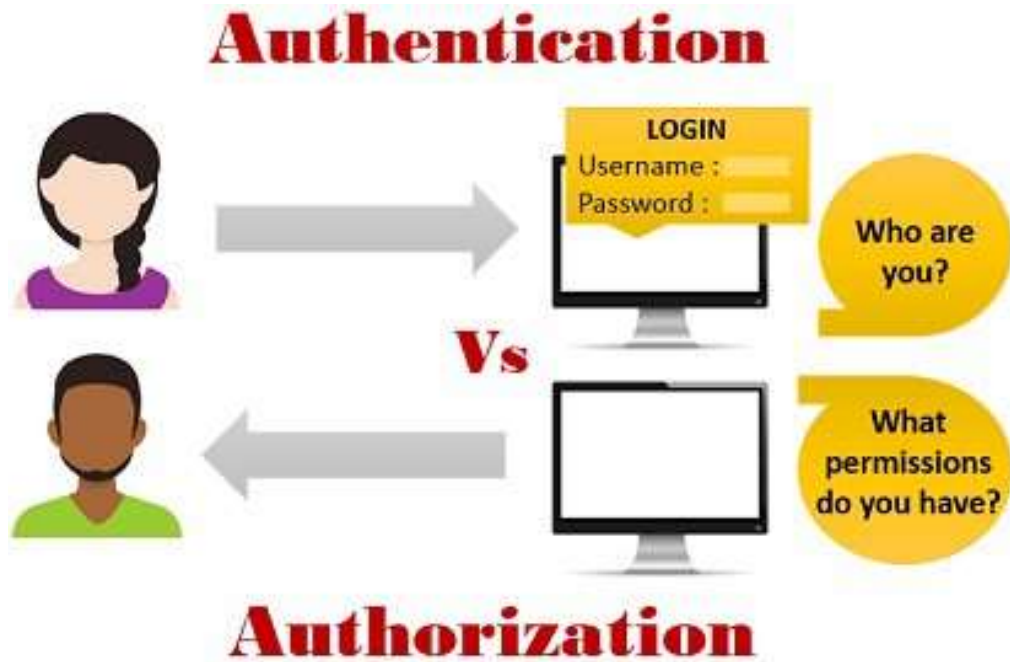 Authentication
LOGIN
Username :
Password :
Who are
you?
Vs
What
permissions
do you have?
Authorization